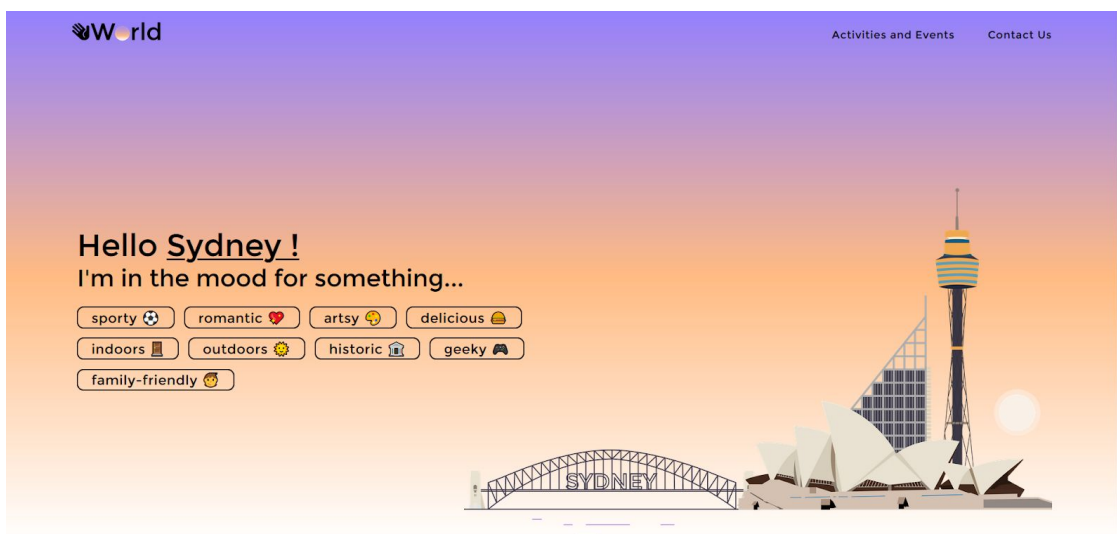 👋World
Activities and Events
Contact Us
Hello Sydney !
I'm in the mood for something...
sporty ⚽ romantic 💖 artsy 🎨 delicious 🍔
indoors 🚪 outdoors 🌞 historic 🏛 geeky 🎮
family-friendly 🧒
SYDNEY